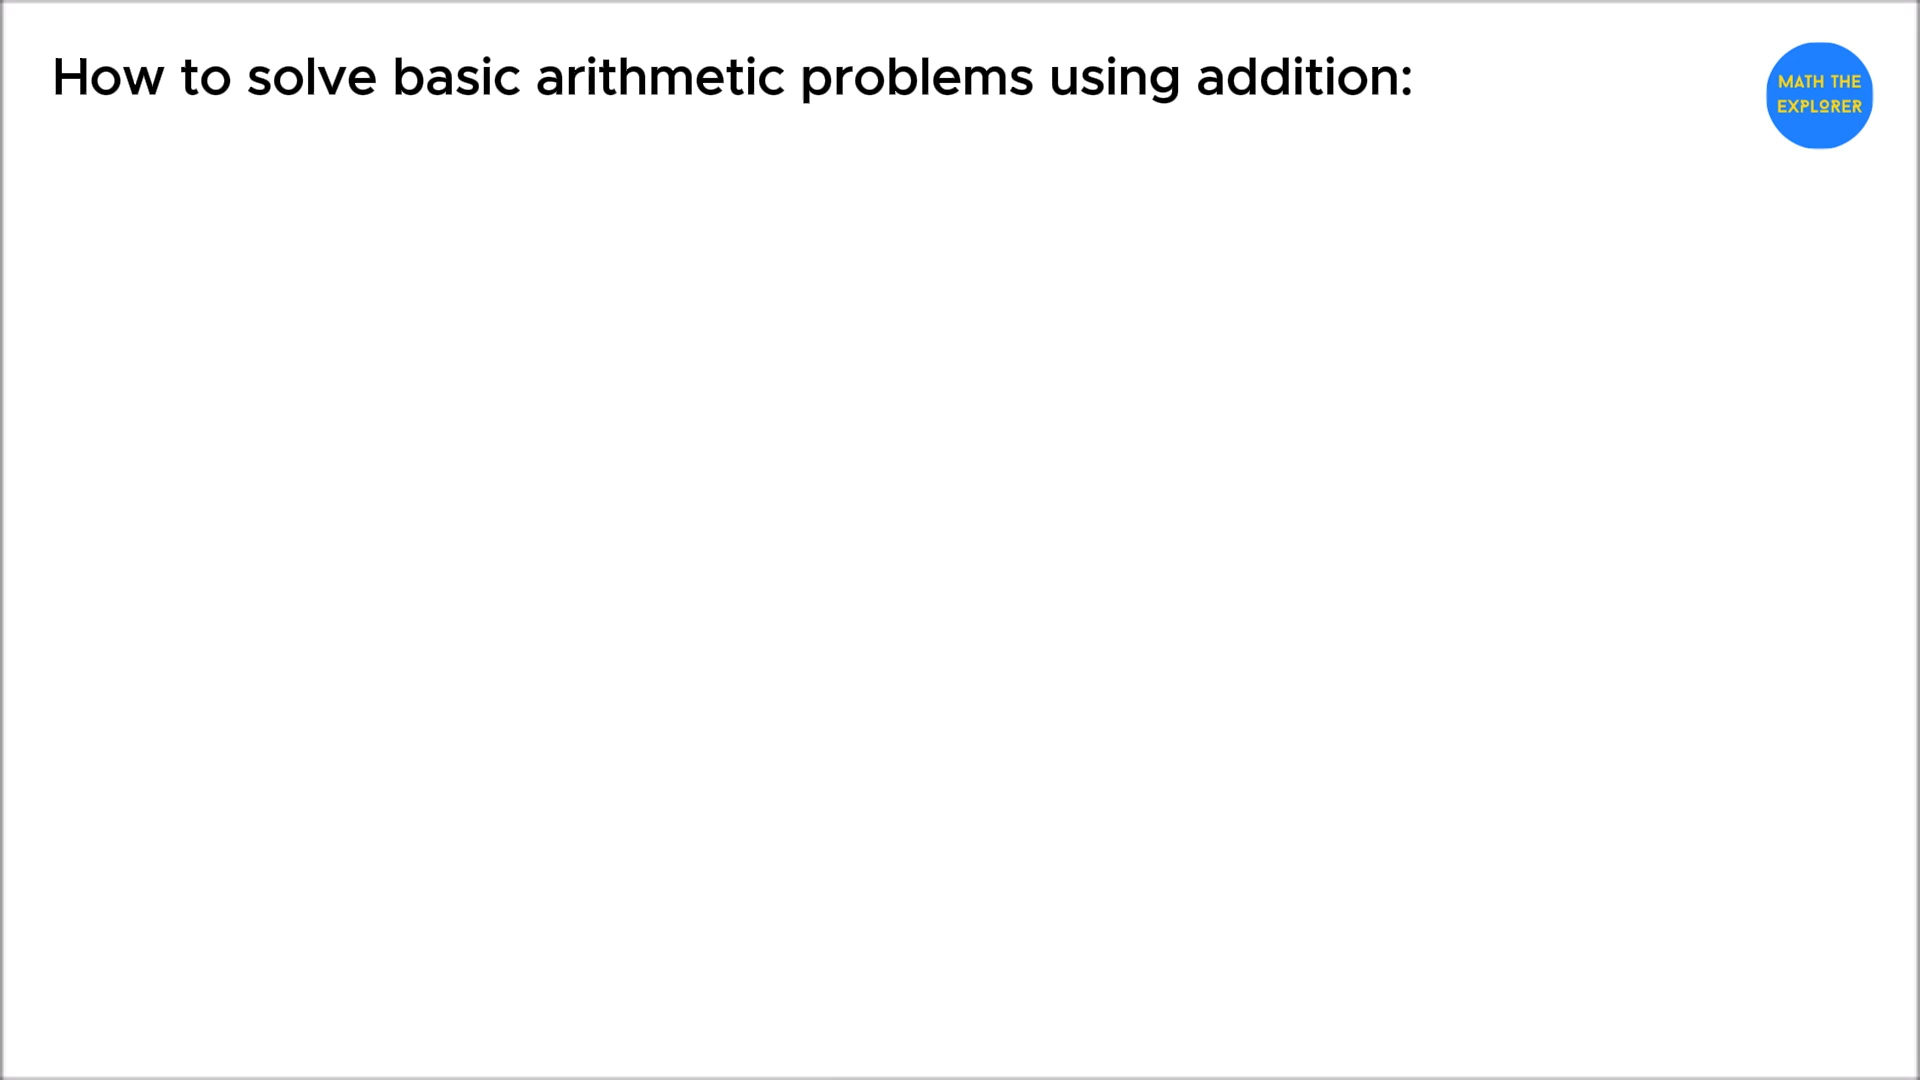 How to solve basic arithmetic problems using addition:
MATH THE
EXPLORER